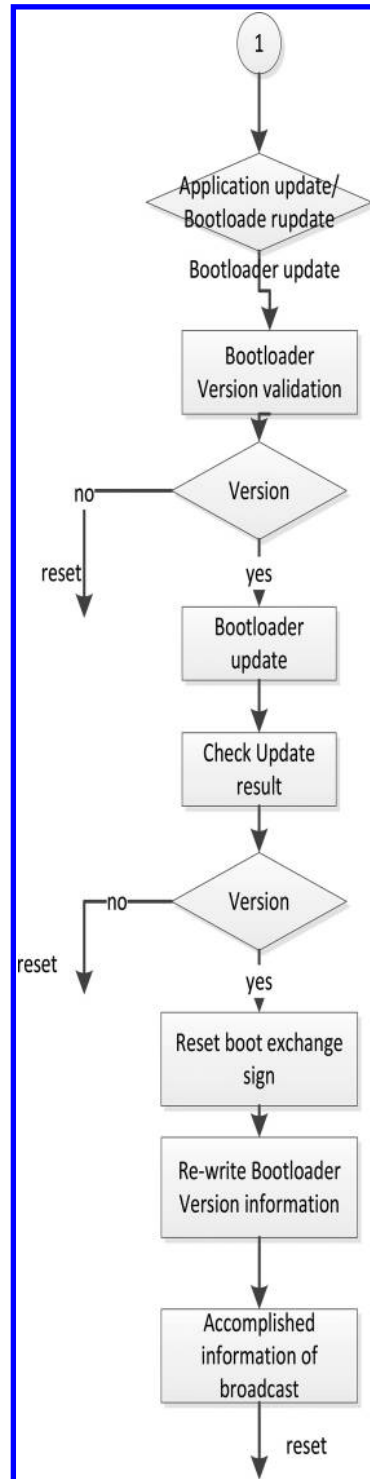 1
Application update/
Bootloade rupdate
Bootloader update
Bootloader
Version validation
Version
no
reset
yes
Bootloader
update
Check Update
result
Version
no
reset
yes
Reset boot exchange
sign
Re-write Bootloader
Version information
Accomplished
information of
broadcast
reset